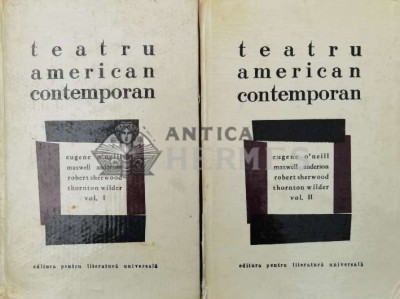 teatru
american
contemporan
eugene o'neill
maxwell anderson
robert sherwood
thornton wilder
vol. I
editura pentru literatură universală
teatru
american
contemporan
eugene o'neill
maxwell anderson
robert sherwood
thornton wilder
vol. II
editura pentru literatură universală
ANTICA
HERMES